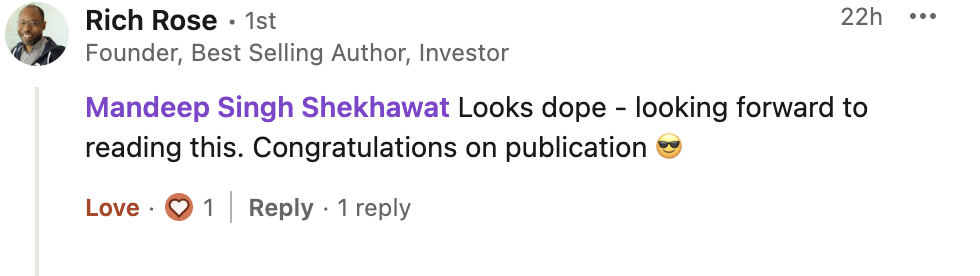 Rich Rose • 1st
22h •••
Founder, Best Selling Author, Investor
Mandeep Singh Shekhawat Looks dope - looking forward to
reading this. Congratulations on publication 😎
Love · 1 | Reply · 1 reply